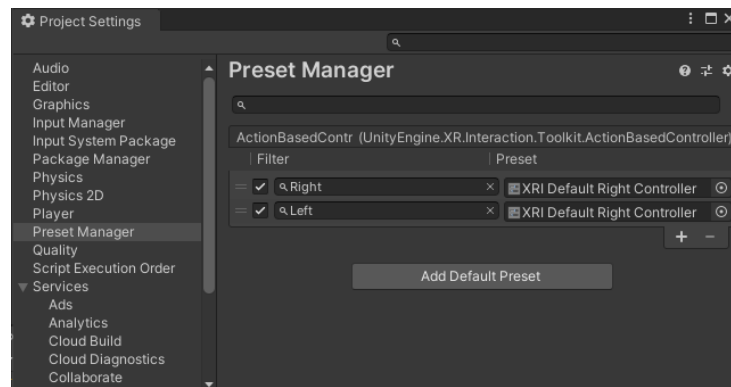 Project Settings
Audio
Editor
Graphics
Input Manager
Input System Package
Package Manager
Physics
Physics 2D
Player
Preset Manager
Quality
Script Execution Order
Services
Ads
Analytics
Cloud Build
Cloud Diagnostics
Collaborate
Preset Manager
ActionBasedContr (UnityEngine.XR.Interaction.Toolkit.ActionBasedController)
Filter Preset
Right XRI Default Right Controller
Left XRI Default Right Controller
Add Default Preset